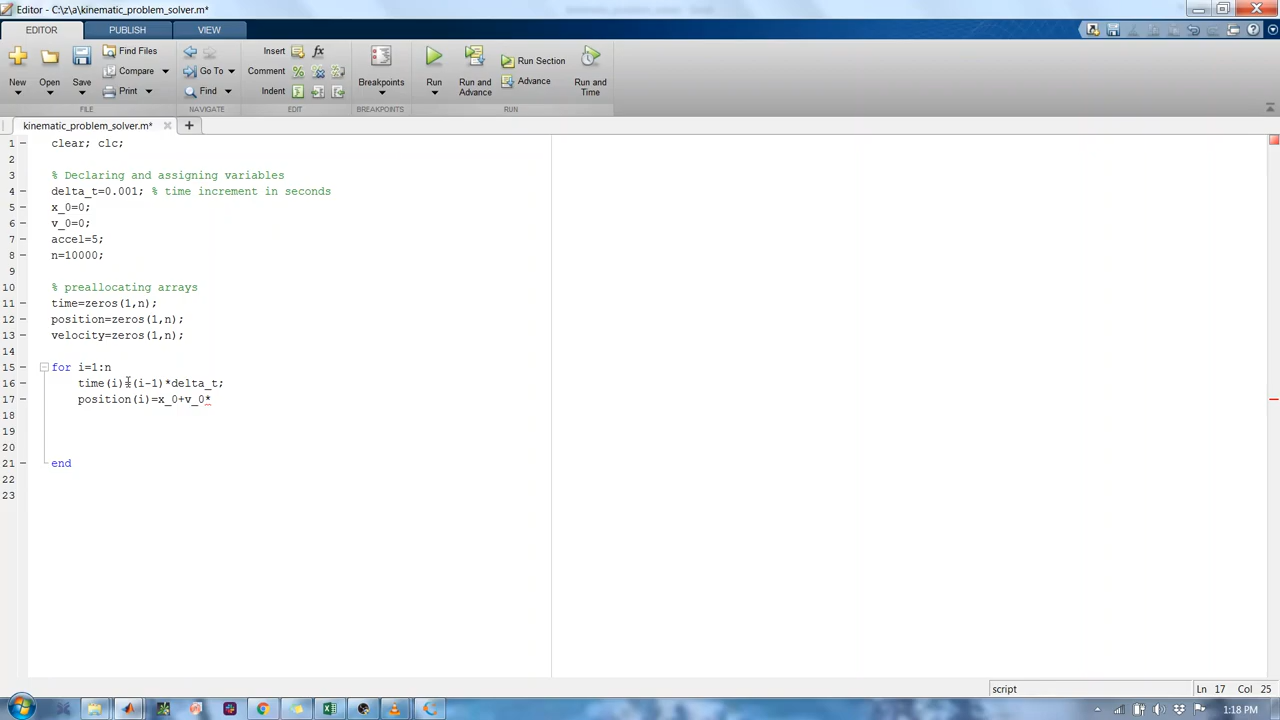 Editor - C:\z\a\kinematic_problem_solver.m*
EDITOR PUBLISH VIEW
New Open Save Find Files Compare Print
Go To Find
Insert fx
Comment
Indent
Breakpoints
Run Run and Advance Run Section Advance Run and Time
FILE NAVIGATE EDIT BREAKPOINTS RUN
kinematic_problem_solver.m* +
1 clear; clc;
2
3 % Declaring and assigning variables
4 delta_t=0.001; % time increment in seconds
5 x_0=0;
6 v_0=0;
7 accel=5;
8 n=10000;
9
10 % preallocating arrays
11 time=zeros(1,n);
12 position=zeros(1,n);
13 velocity=zeros(1,n);
14
15 for i=1:n
16 time(i)=(i-1)*delta_t;
17 position(i)=x_0+v_0*
18
19
20
21 end
22
23
script Ln 17 Col 25
1:18 PM